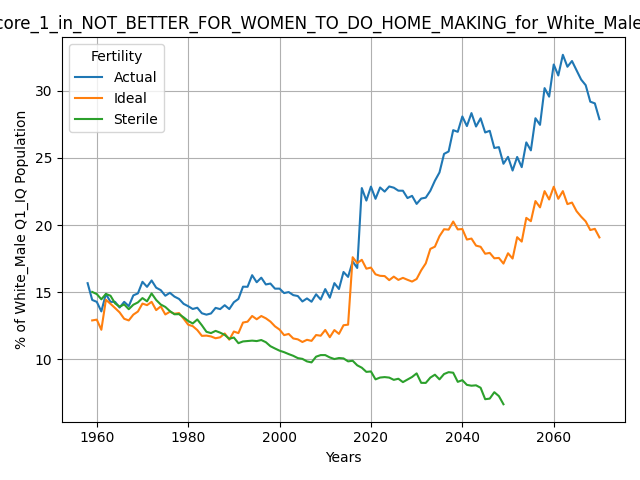 core_1_in_NOT_BETTER_FOR_WOMEN_TO_DO_HOME_MAKING_for_White_Male
Fertility
Actual
Ideal
Sterile
% of White_Male Q1_IQ Population
30
25
20
15
10
1960 1980 2000 2020 2040 2060
Years